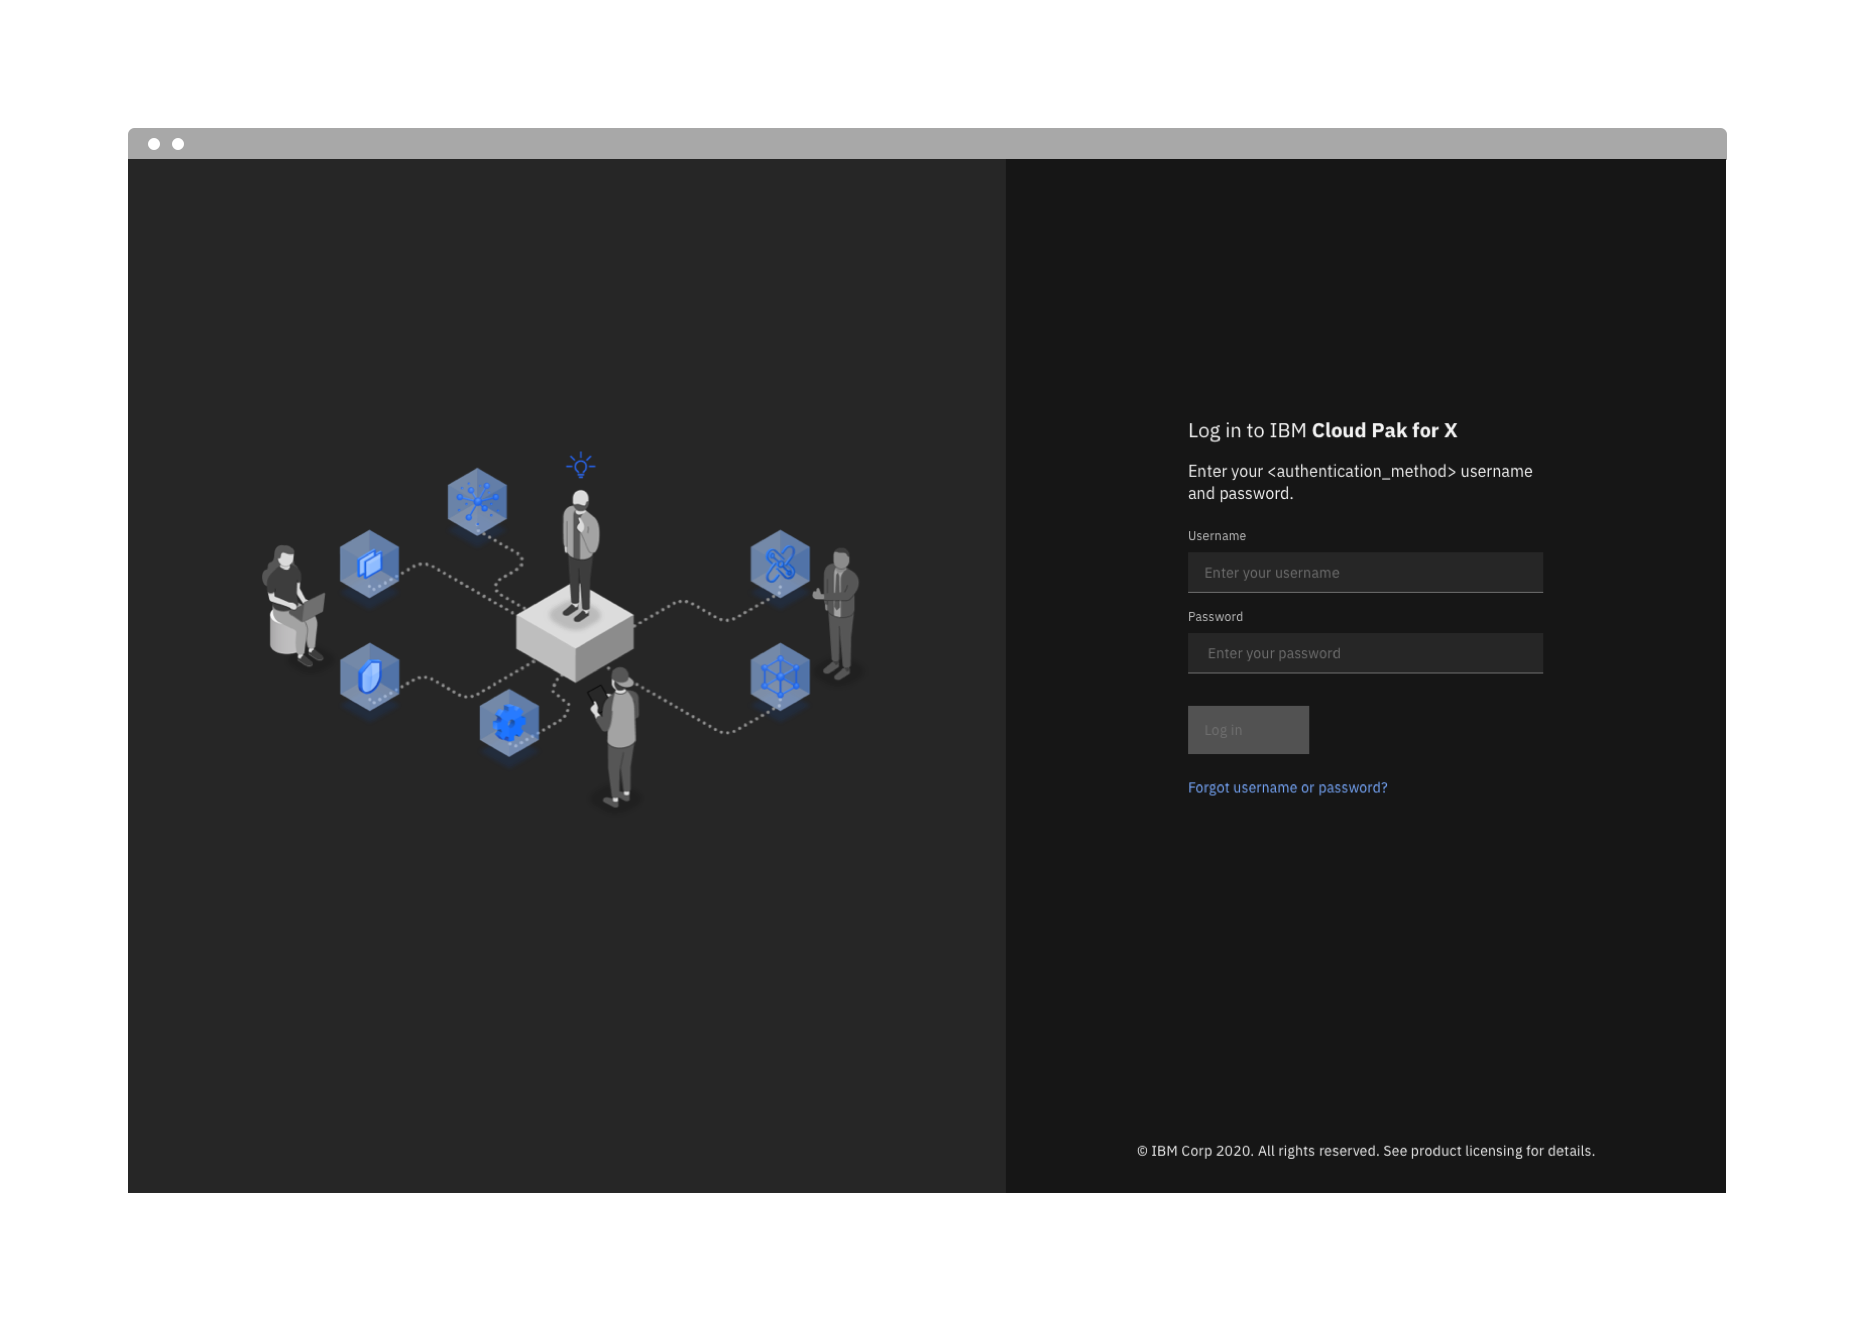 Log in to IBM Cloud Pak for X
Enter your <authentication_method> username
and password.
Username
Enter your username
Password
Enter your password
Log in
Forgot username or password?
© IBM Corp 2020. All rights reserved. See product licensing for details.